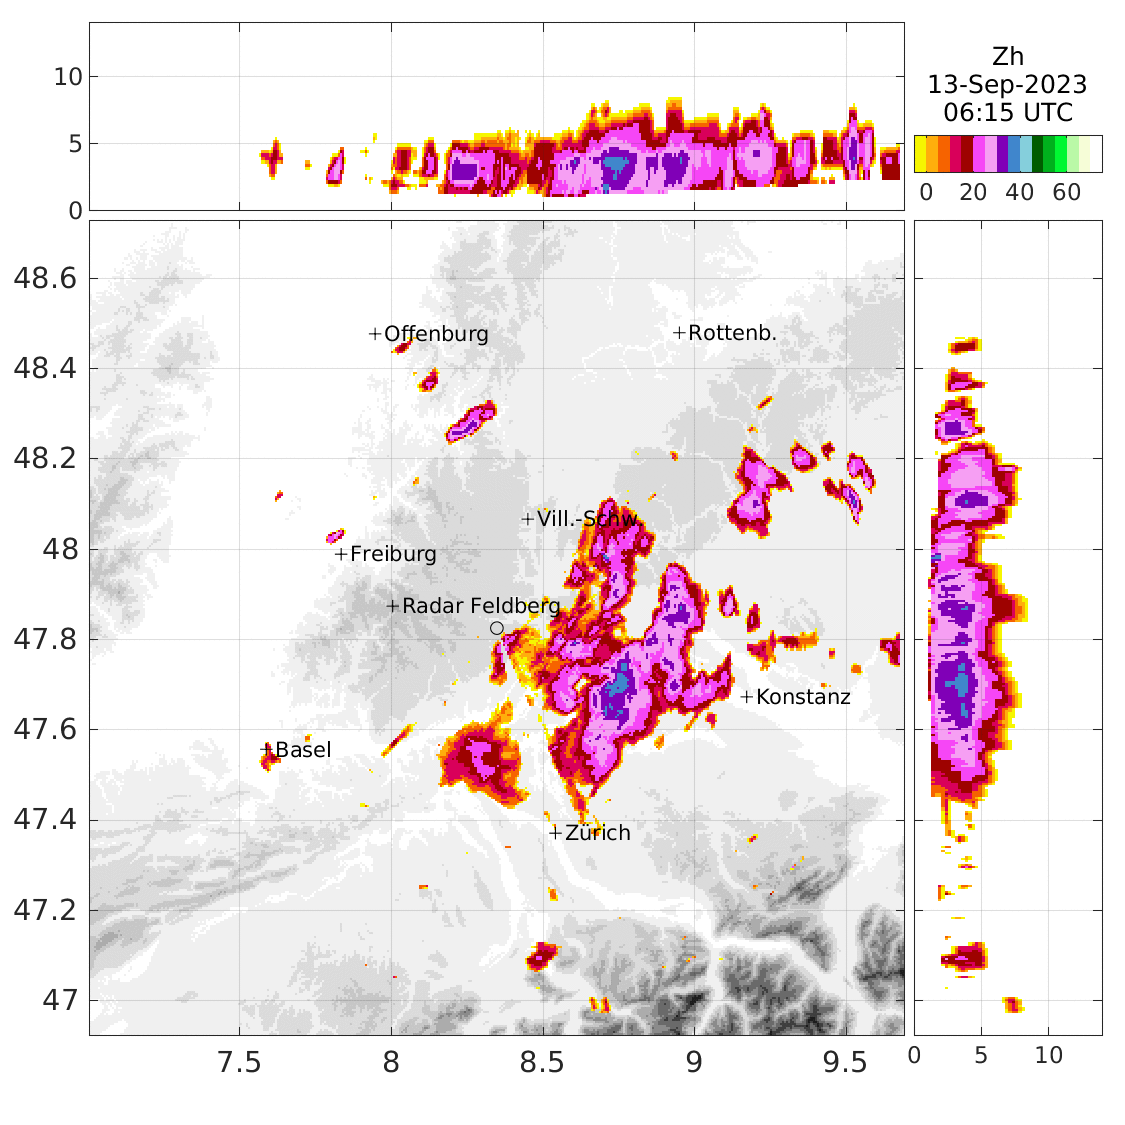 Zh
13-Sep-2023
06:15 UTC
10
5
0
0 20 40 60
48.6
+Offenburg
+Rottenb.
48.4
48.2
+Vill.-Schw.
48
+Freiburg
+Radar Feldberg
47.8
+Konstanz
47.6
+Basel
47.4
+Zürich
47.2
47
7.5 8 8.5 9 9.5
0 5 10